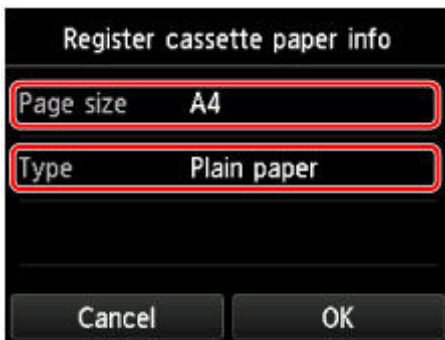 Register cassette paper info
Page size A4
Type Plain paper
Cancel OK